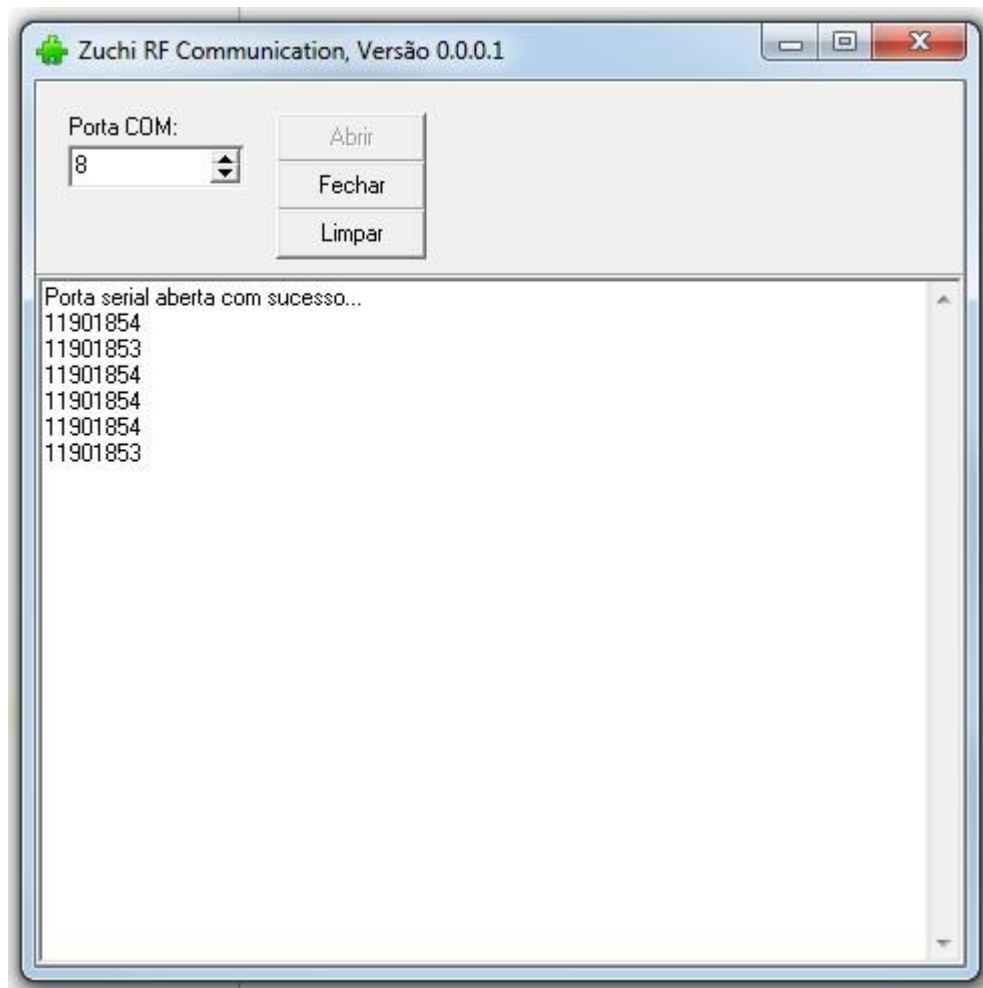 Zuchi RF Communication, Versão 0.0.0.1
Porta COM:
8
Abrir
Fechar
Limpar
Porta serial aberta com sucesso...
11901854
11901853
11901854
11901854
11901854
11901853